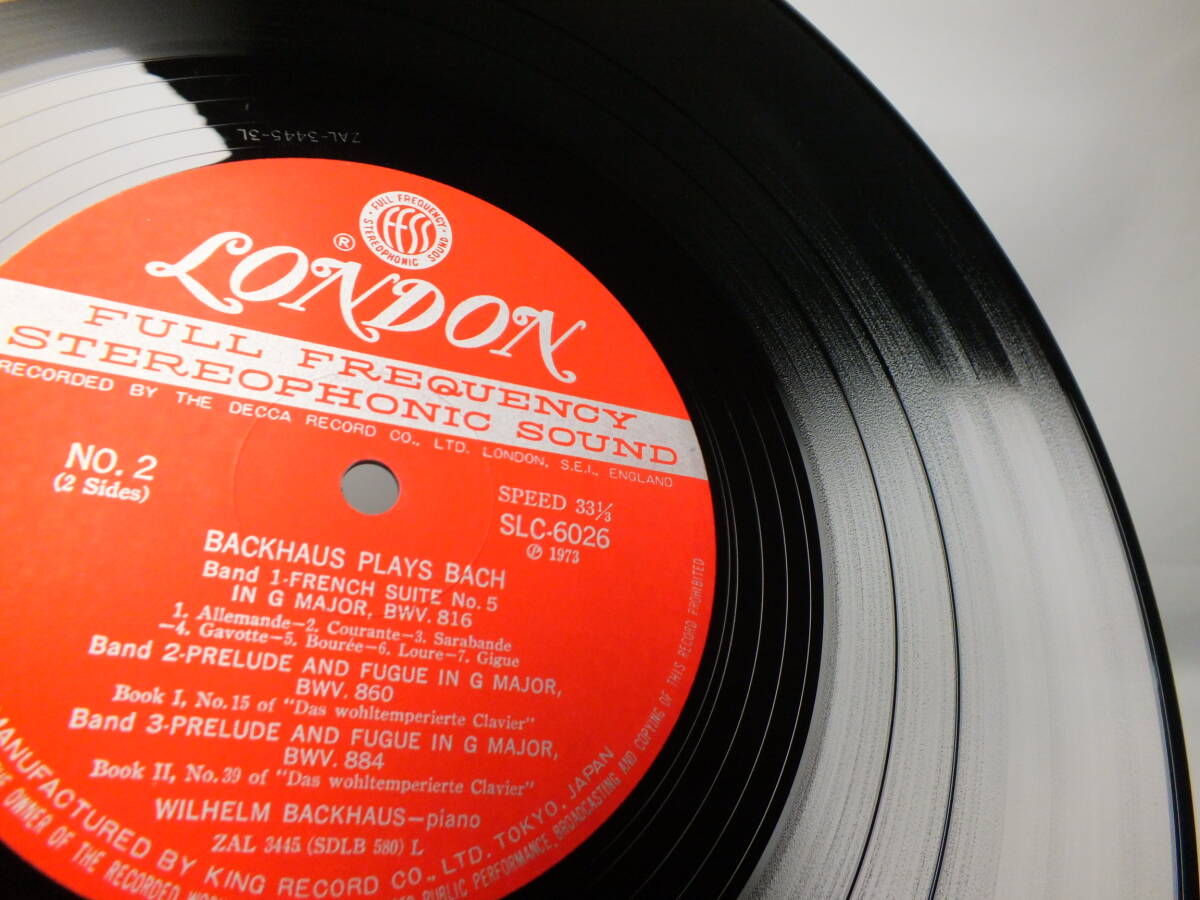 ZAL-3445-3L
FULL FREQUENCY
ffss
STEREOPHONIC SOUND
®
LONDON
FULL FREQUENCY
STEREOPHONIC SOUND
RECORDED BY THE DECCA RECORD CO., LTD. LONDON, S.E.I., ENGLAND
NO. 2
(2 Sides)
SPEED 33⅓
SLC-6026
Ⓟ 1973
BACKHAUS PLAYS BACH
Band 1-FRENCH SUITE No. 5
IN G MAJOR, BWV. 816
1. Allemande—2. Courante—3. Sarabande
—4. Gavotte—5. Bourée—6. Loure—7. Gigue
Band 2-PRELUDE AND FUGUE IN G MAJOR,
BWV. 860
Book I, No. 15 of "Das wohltemperierte Clavier"
Band 3-PRELUDE AND FUGUE IN G MAJOR,
BWV. 884
Book II, No. 39 of "Das wohltemperierte Clavier"
WILHELM BACKHAUS—piano
ZAL 3445 (SDLB 580) L
MANUFACTURED BY KING RECORD CO., LTD. TOKYO, JAPAN
OWNER OF THE RECORDED PUBLIC PERFORMANCE, BROADCASTING AND COPYING OF THIS RECORD PROHIBITED